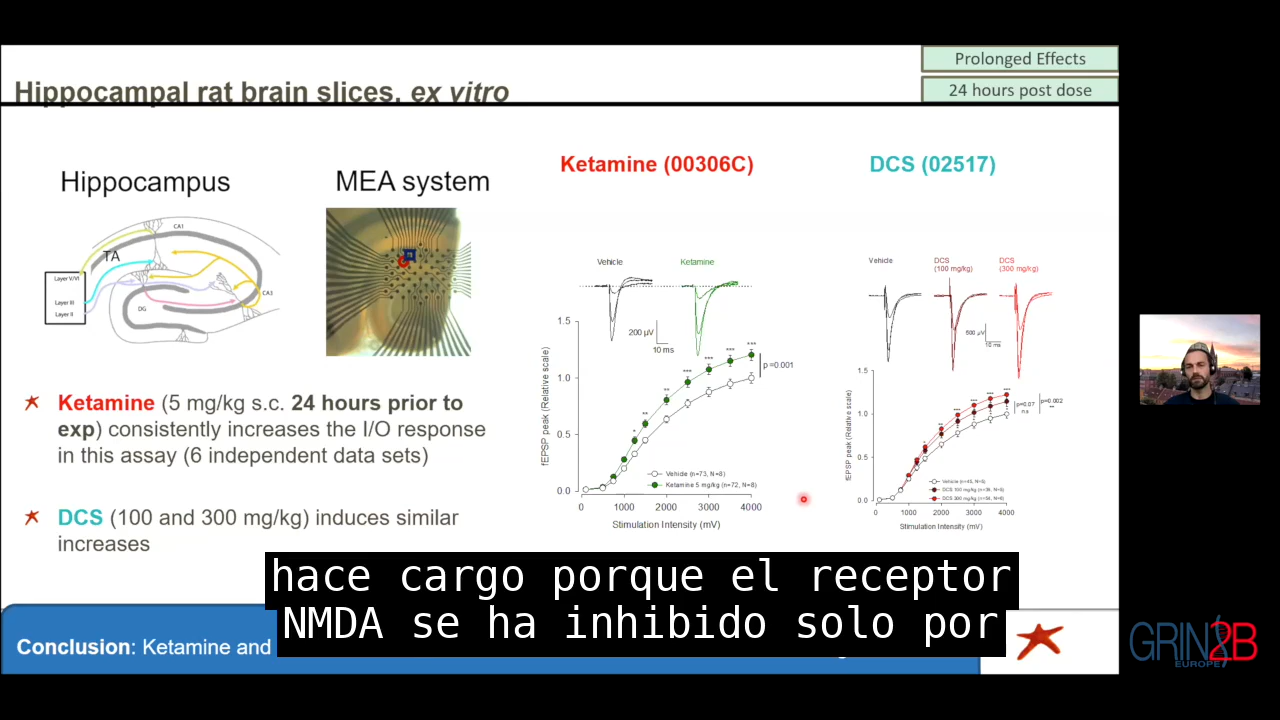 Prolonged Effects
24 hours post dose
Hippocampal rat brain slices, ex vitro
Hippocampus
MEA system
CA1
TA
Layer V/VI
Layer III
Layer II
DG
CA3
Ketamine (5 mg/kg s.c. 24 hours prior to
exp) consistently increases the I/O response
in this assay (6 independent data sets)
DCS (100 and 300 mg/kg) induces similar
increases
Ketamine (00306C)
Vehicle
Ketamine
200 µV
10 ms
1.5
1.0
0.5
0.0
fEPSP peak (Relative scale)
*
**
**
***
***
***
***
p =0.001
Vehicle (n=73, N=8)
Ketamine 5 mg/kg (n=72, N=8)
0 1000 2000 3000 4000
Stimulation Intensity (mV)
DCS (02517)
Vehicle
DCS
(100 mg/kg)
DCS
(300 mg/kg)
500 µV
10 ms
1.5
1.0
0.5
0.0
fEPSP peak (Relative scale)
p=0.07
n.s
p=0.002
**
DCS 100 mg/kg
DCS 300 mg/kg
0 1000 2000 3000 4000
Stimulation Intensity (mV)
Conclusion: Ketamine and
hace cargo porque el receptor
NMDA se ha inhibido solo por
GRIN2B
EUROPE